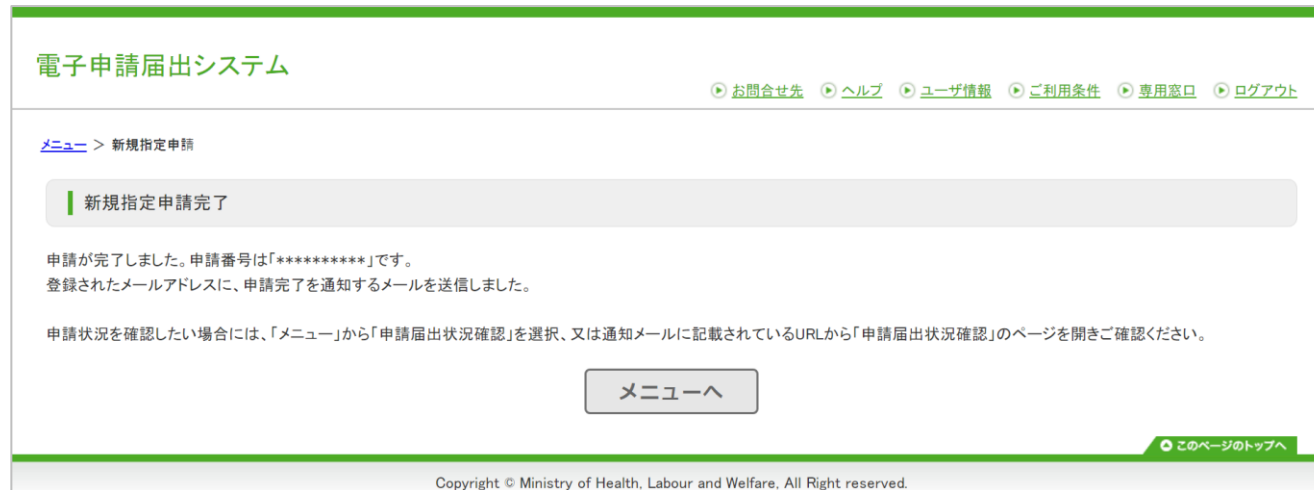 電子申請届出システム
お問合せ先 ヘルプ ユーザ情報 ご利用条件 専用窓口 ログアウト
メニュー > 新規指定申請
新規指定申請完了
申請が完了しました。申請番号は「**********」です。
登録されたメールアドレスに、申請完了を通知するメールを送信しました。
申請状況を確認したい場合には、「メニュー」から「申請届出状況確認」を選択、又は通知メールに記載されているURLから「申請届出状況確認」のページを開きご確認ください。
メニューへ
このページのトップへ
Copyright © Ministry of Health, Labour and Welfare, All Right reserved.